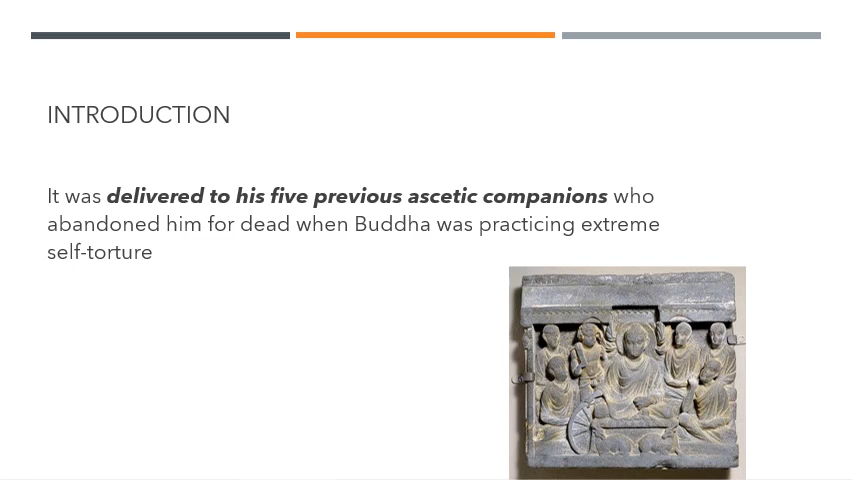 INTRODUCTION
It was delivered to his five previous ascetic companions who
abandoned him for dead when Buddha was practicing extreme
self-torture